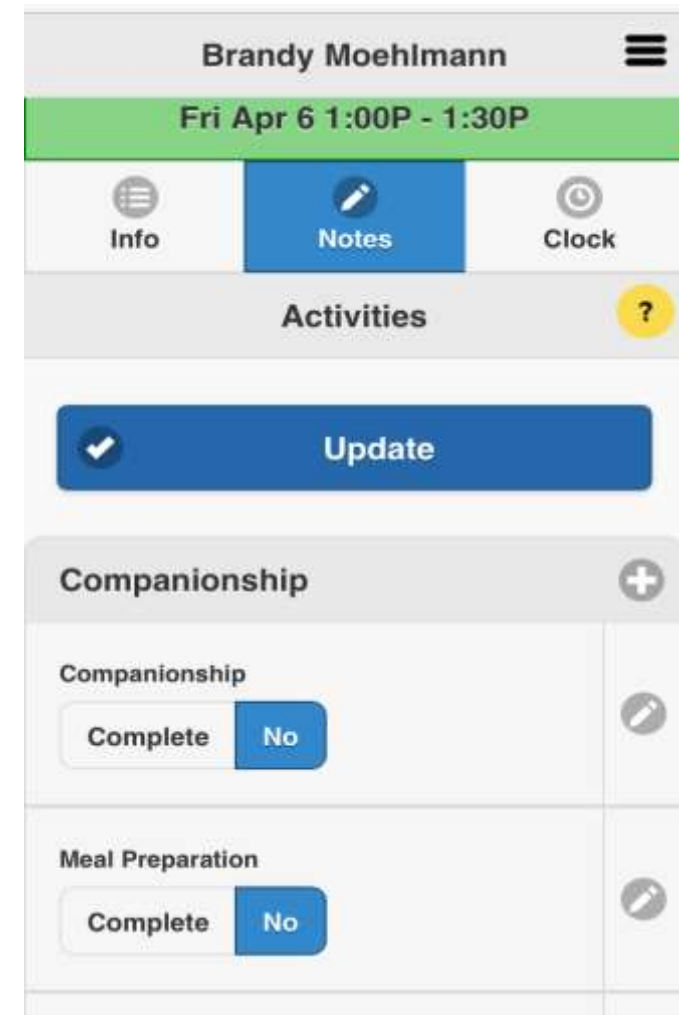 Brandy Moehlmann
Fri Apr 6 1:00P - 1:30P
Info Notes Clock
Activities ?
Update
Companionship
Companionship
Complete No
Meal Preparation
Complete No